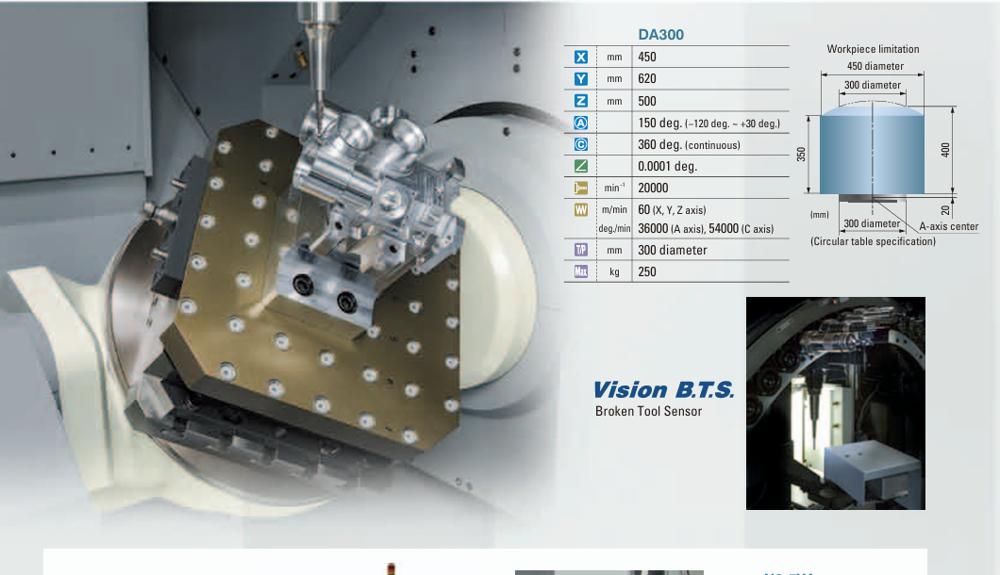 DA300
X mm 450
Y mm 620
Z mm 500
A 150 deg. (−120 deg. ~ +30 deg.)
C 360 deg. (continuous)
0.0001 deg.
min⁻¹ 20000
m/min 60 (X, Y, Z axis)
deg./min 36000 (A axis), 54000 (C axis)
T/P mm 300 diameter
Max kg 250
Workpiece limitation
450 diameter
300 diameter
350
400
20
(mm)
300 diameter
A-axis center
(Circular table specification)
Vision B.T.S.
Broken Tool Sensor